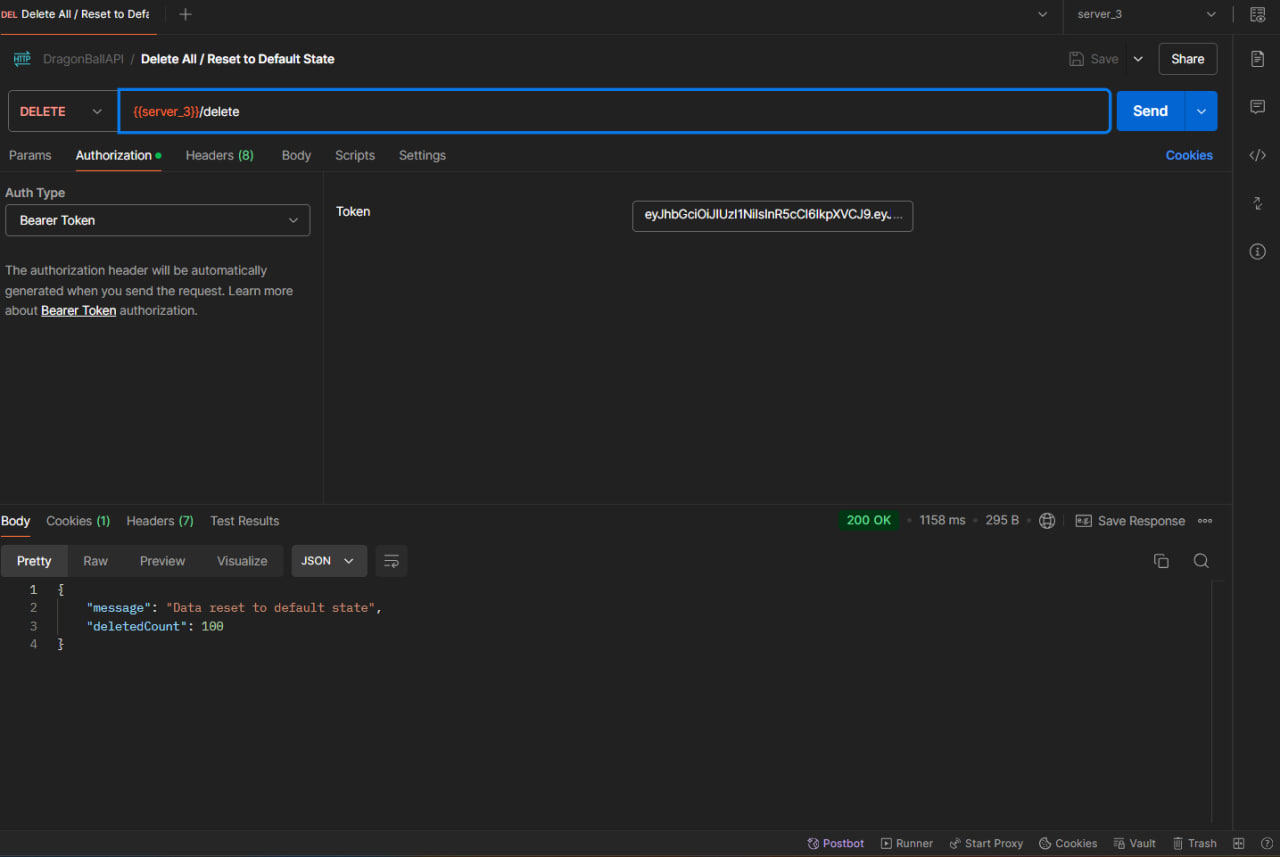 DEL Delete All / Reset to Defa
server_3
HTTP DragonBallAPI / Delete All / Reset to Default State
Save
Share
DELETE
{{server_3}}/delete
Send
Params Authorization Headers (8) Body Scripts Settings
Cookies
Auth Type
Bearer Token
Token
The authorization header will be automatically
generated when you send the request. Learn more
about Bearer Token authorization.
Body Cookies (1) Headers (7) Test Results
200 OK • 1158 ms • 295 B
e.g. Save Response
Pretty Raw Preview Visualize JSON
1 {
2 "message": "Data reset to default state",
3 "deletedCount": 100
4 }
Postbot Runner Start Proxy Cookies Vault Trash